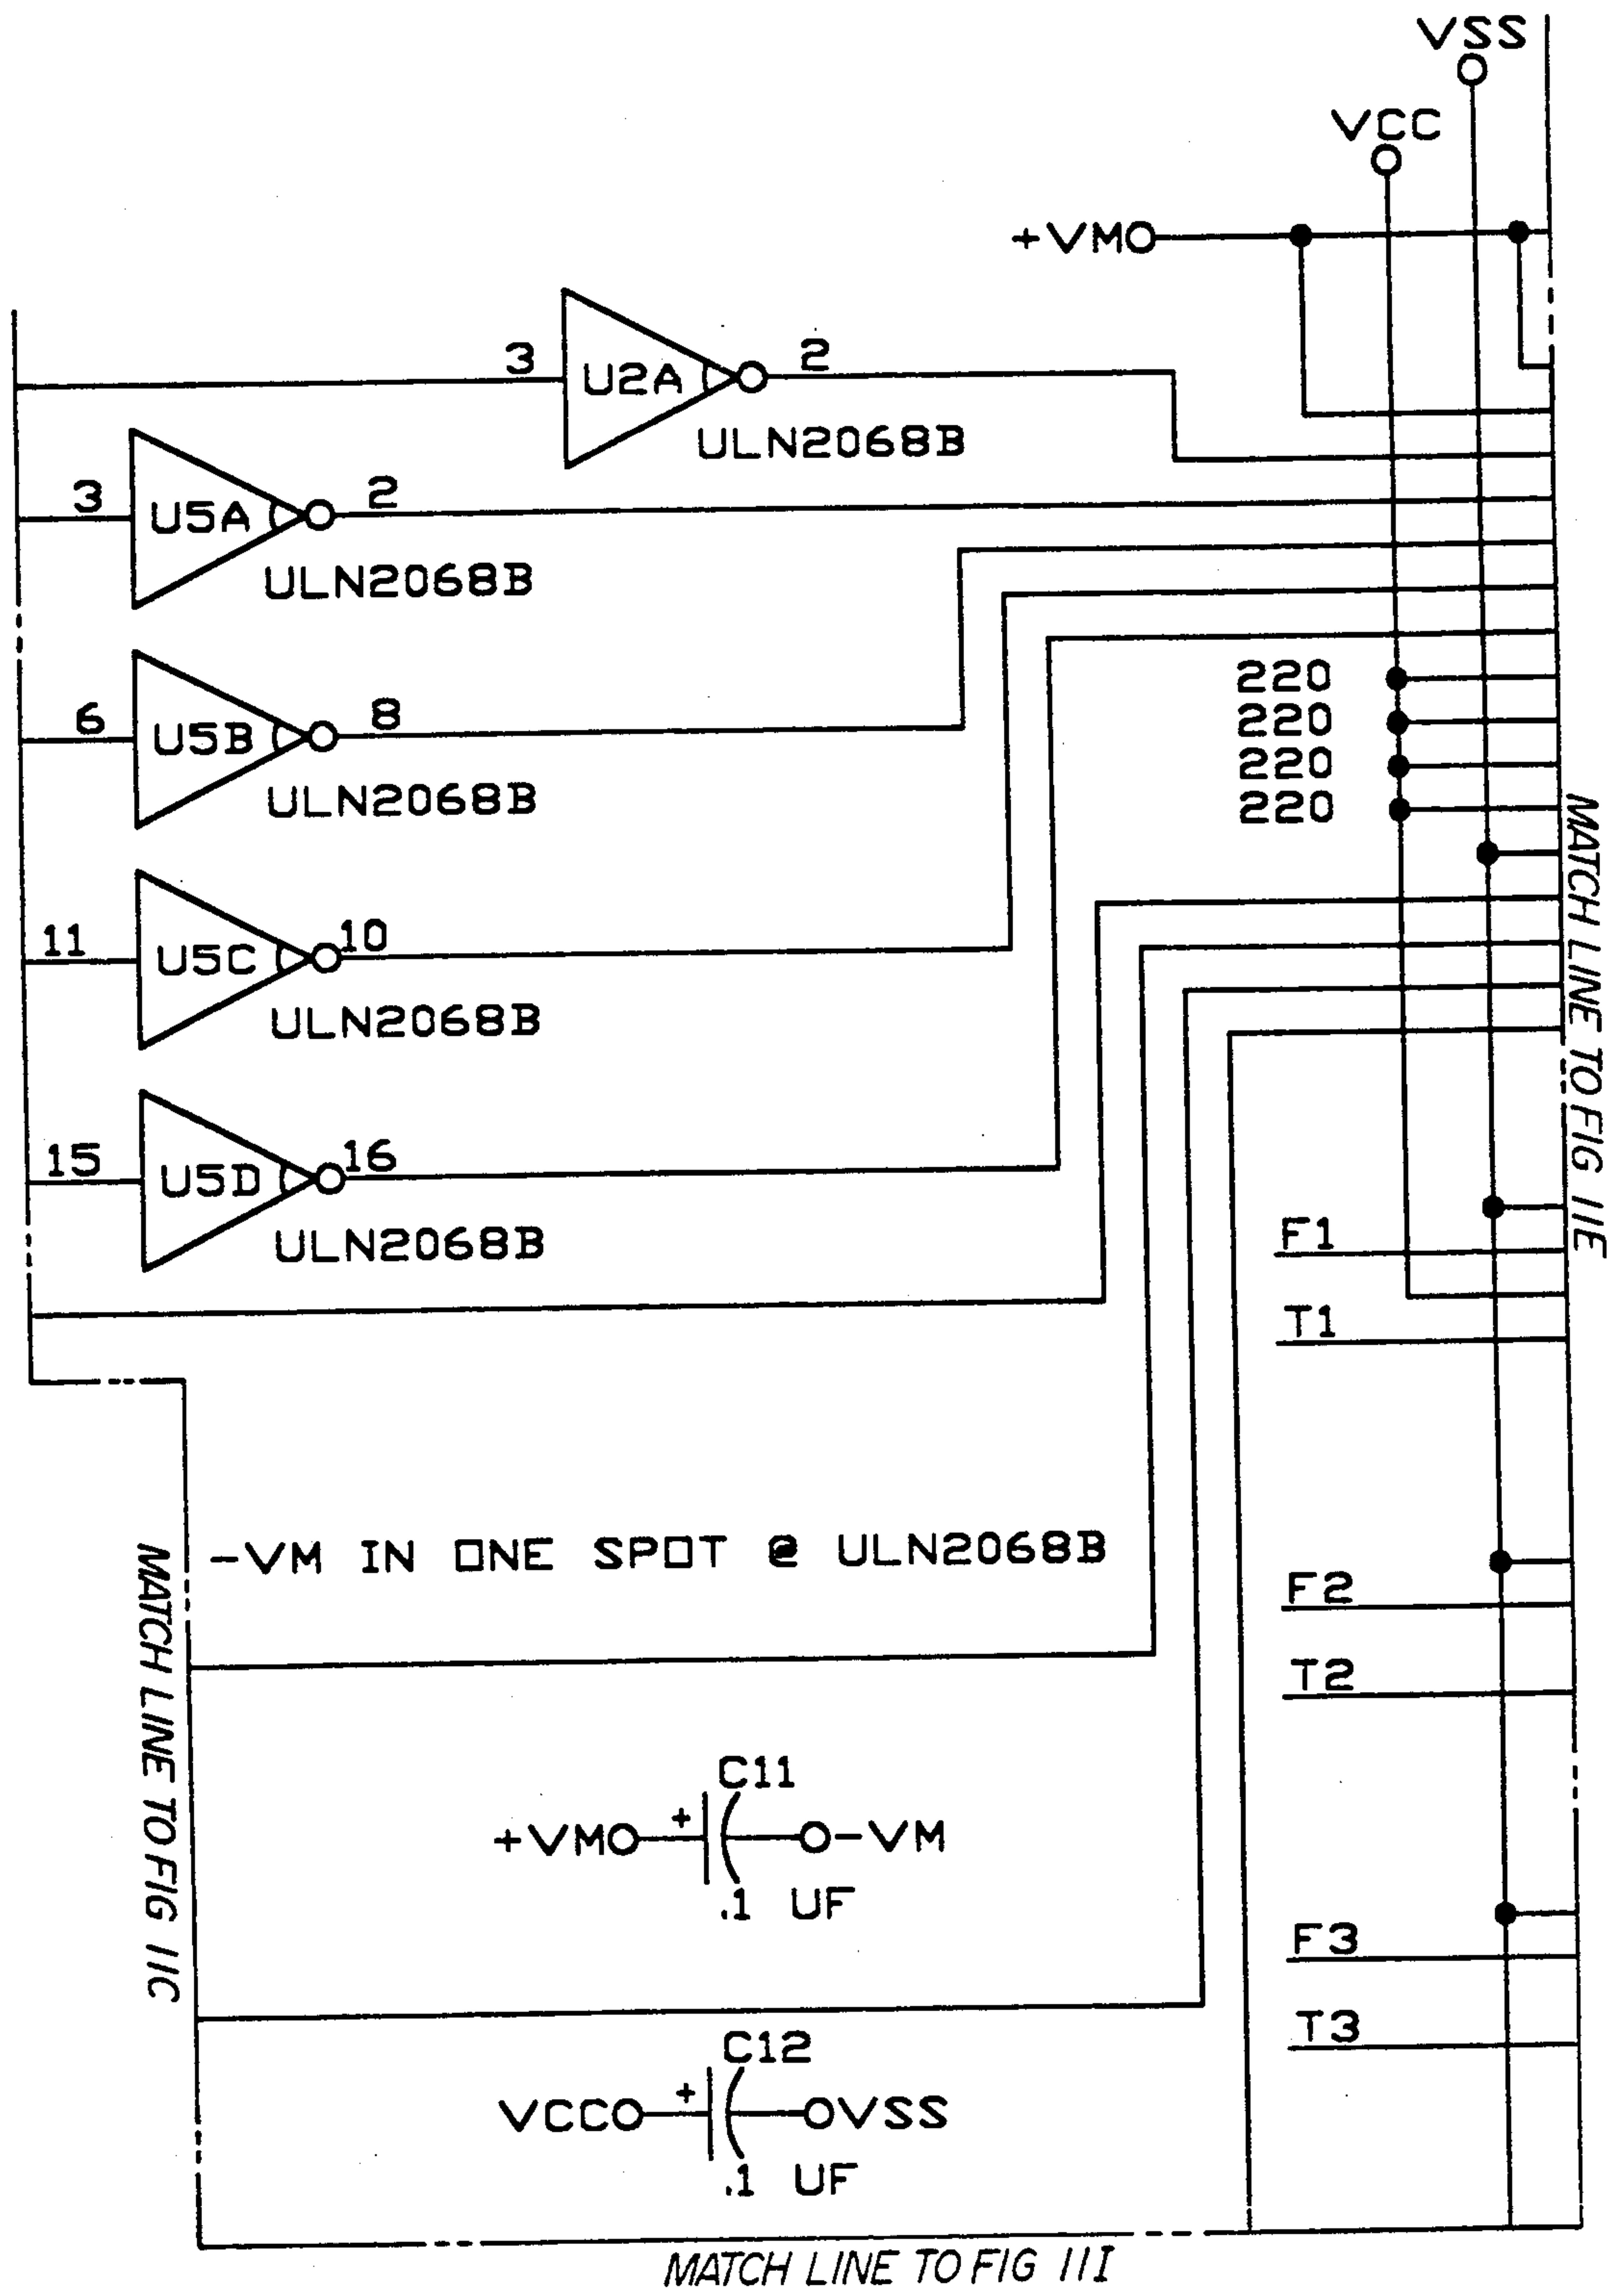 VSS
VCC
+VM
3 U2A 2
ULN2068B
3 U5A 2
ULN2068B
6 U5B 8
ULN2068B
220
220
220
220
11 U5C 10
ULN2068B
15 U5D 16
ULN2068B
F1
T1
MATCH LINE TO FIG 11E
-VM IN ONE SPOT @ ULN2068B
F2
T2
MATCH LINE TO FIG 11C
C11
+VM + -VM
.1 UF
F3
T3
C12
VCC + VSS
.1 UF
MATCH LINE TO FIG 11I